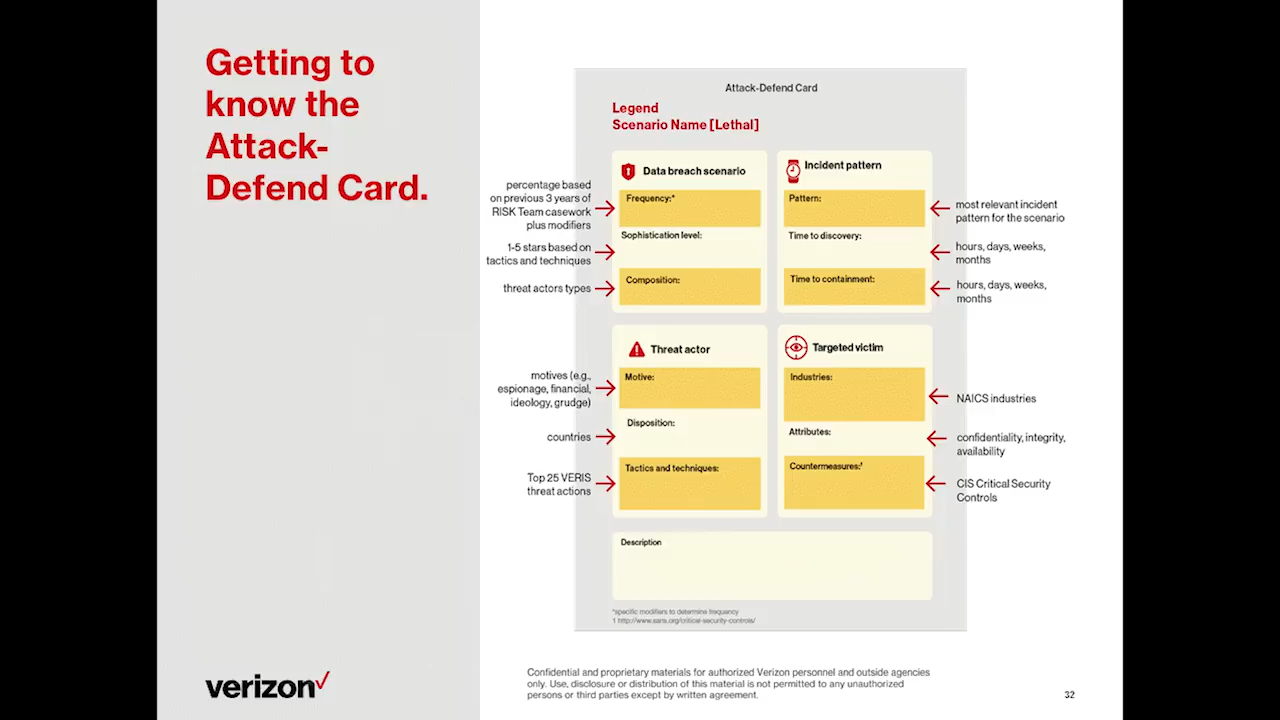 Getting to
know the
Attack-
Defend Card.
Attack-Defend Card
Legend
Scenario Name [Lethal]
Data breach scenario
Frequency:*
Sophistication level:
Composition:
percentage based
on previous 3 years of
RISK Team casework
plus modifiers
1-5 stars based on
tactics and techniques
threat actors types
Incident pattern
Pattern:
Time to discovery:
Time to containment:
most relevant incident
pattern for the scenario
hours, days, weeks,
months
hours, days, weeks,
months
Threat actor
Motive:
Disposition:
Tactics and techniques:
motives (e.g.,
espionage, financial,
ideology, grudge)
countries
Top 25 VERIS
threat actions
Targeted victim
Industries:
Attributes:
Countermeasures:¹
NAICS industries
confidentiality, integrity,
availability
CIS Critical Security
Controls
Description
*specific modifiers to determine frequency
1 http://www.sans.org/critical-security-controls/
verizon
Confidential and proprietary materials for authorized Verizon personnel and outside agencies
only. Use, disclosure or distribution of this material is not permitted to any unauthorized
persons or third parties except by written agreement.
32